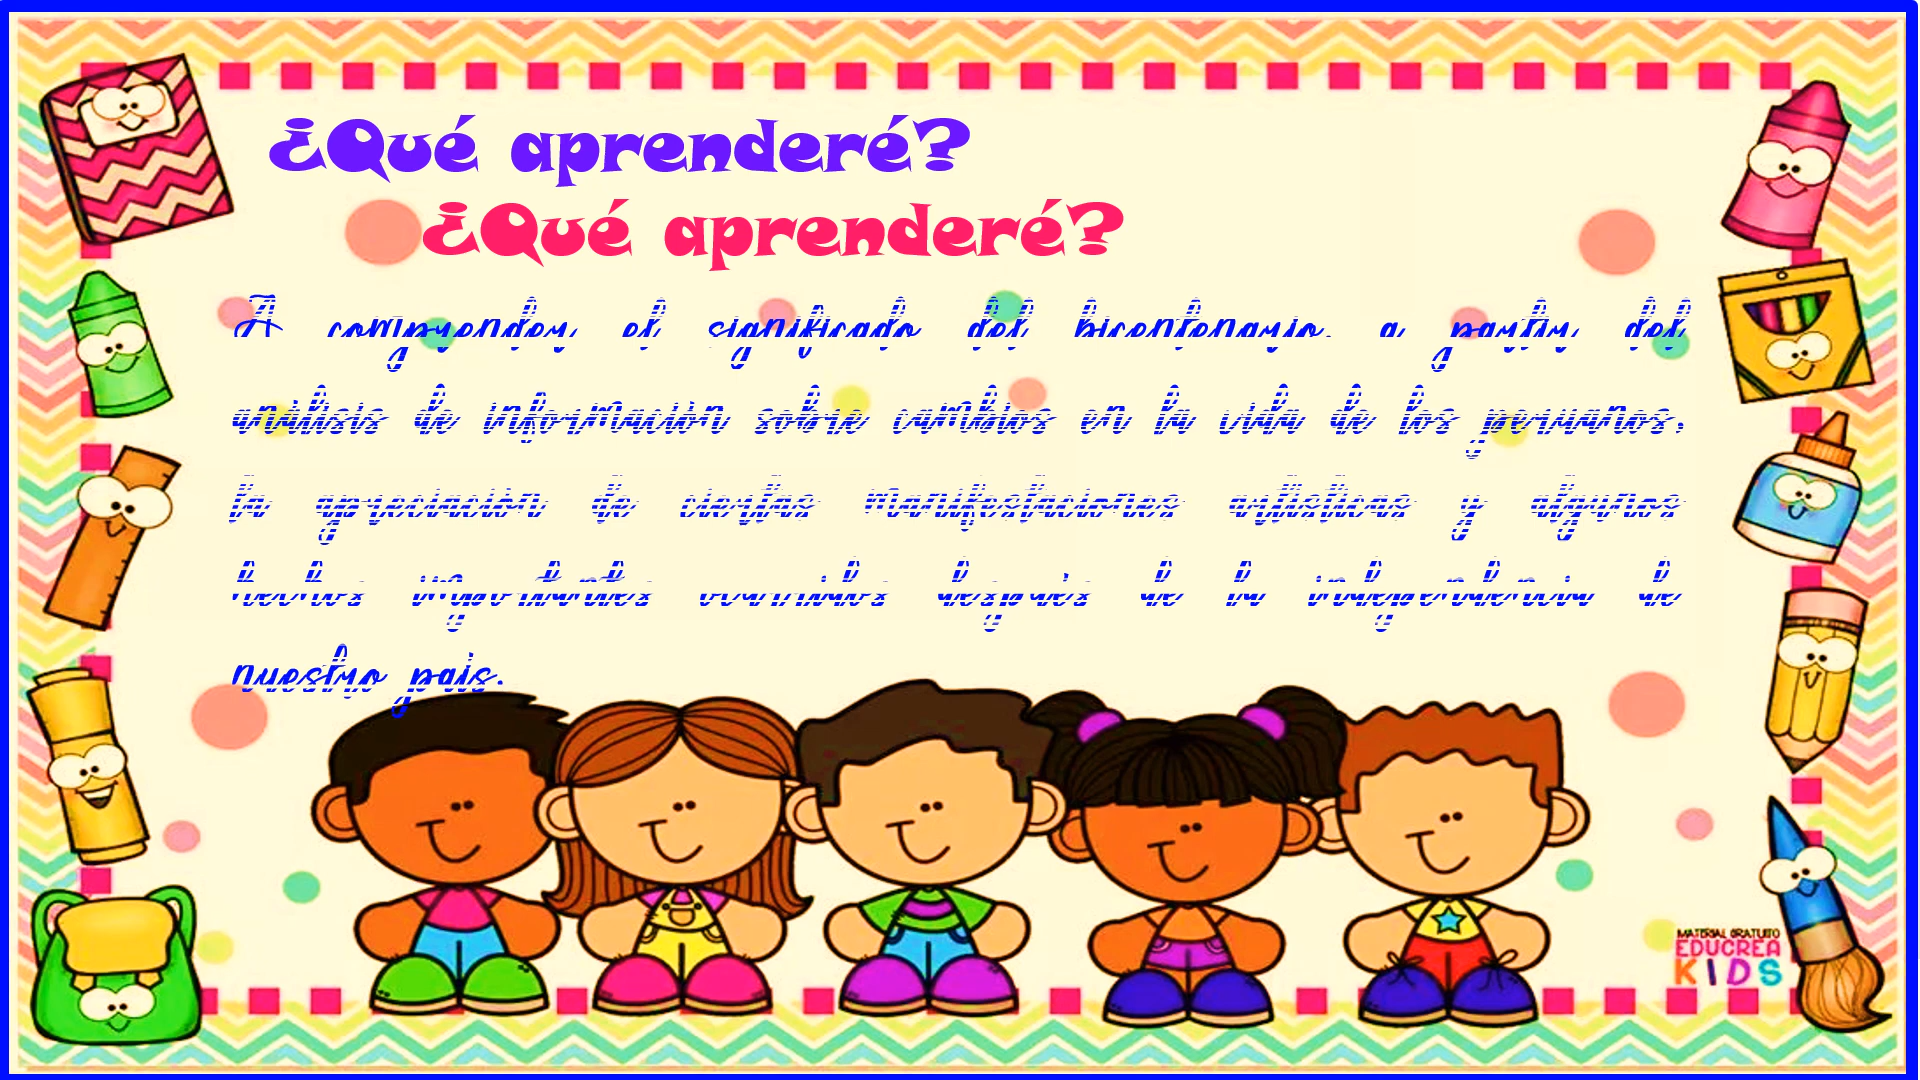 ¿Qué aprenderé?
¿Qué aprenderé?
A comprender el significado del bicentenario, a partir del
análisis de información sobre cambios en la vida de los peruanos,
la apreciación de ciertas manifestaciones artísticas y algunos
hechos importantes ocurridos después de la independencia de
nuestro país.
MATERIAL GRATUITO
EDUCREA
KIDS